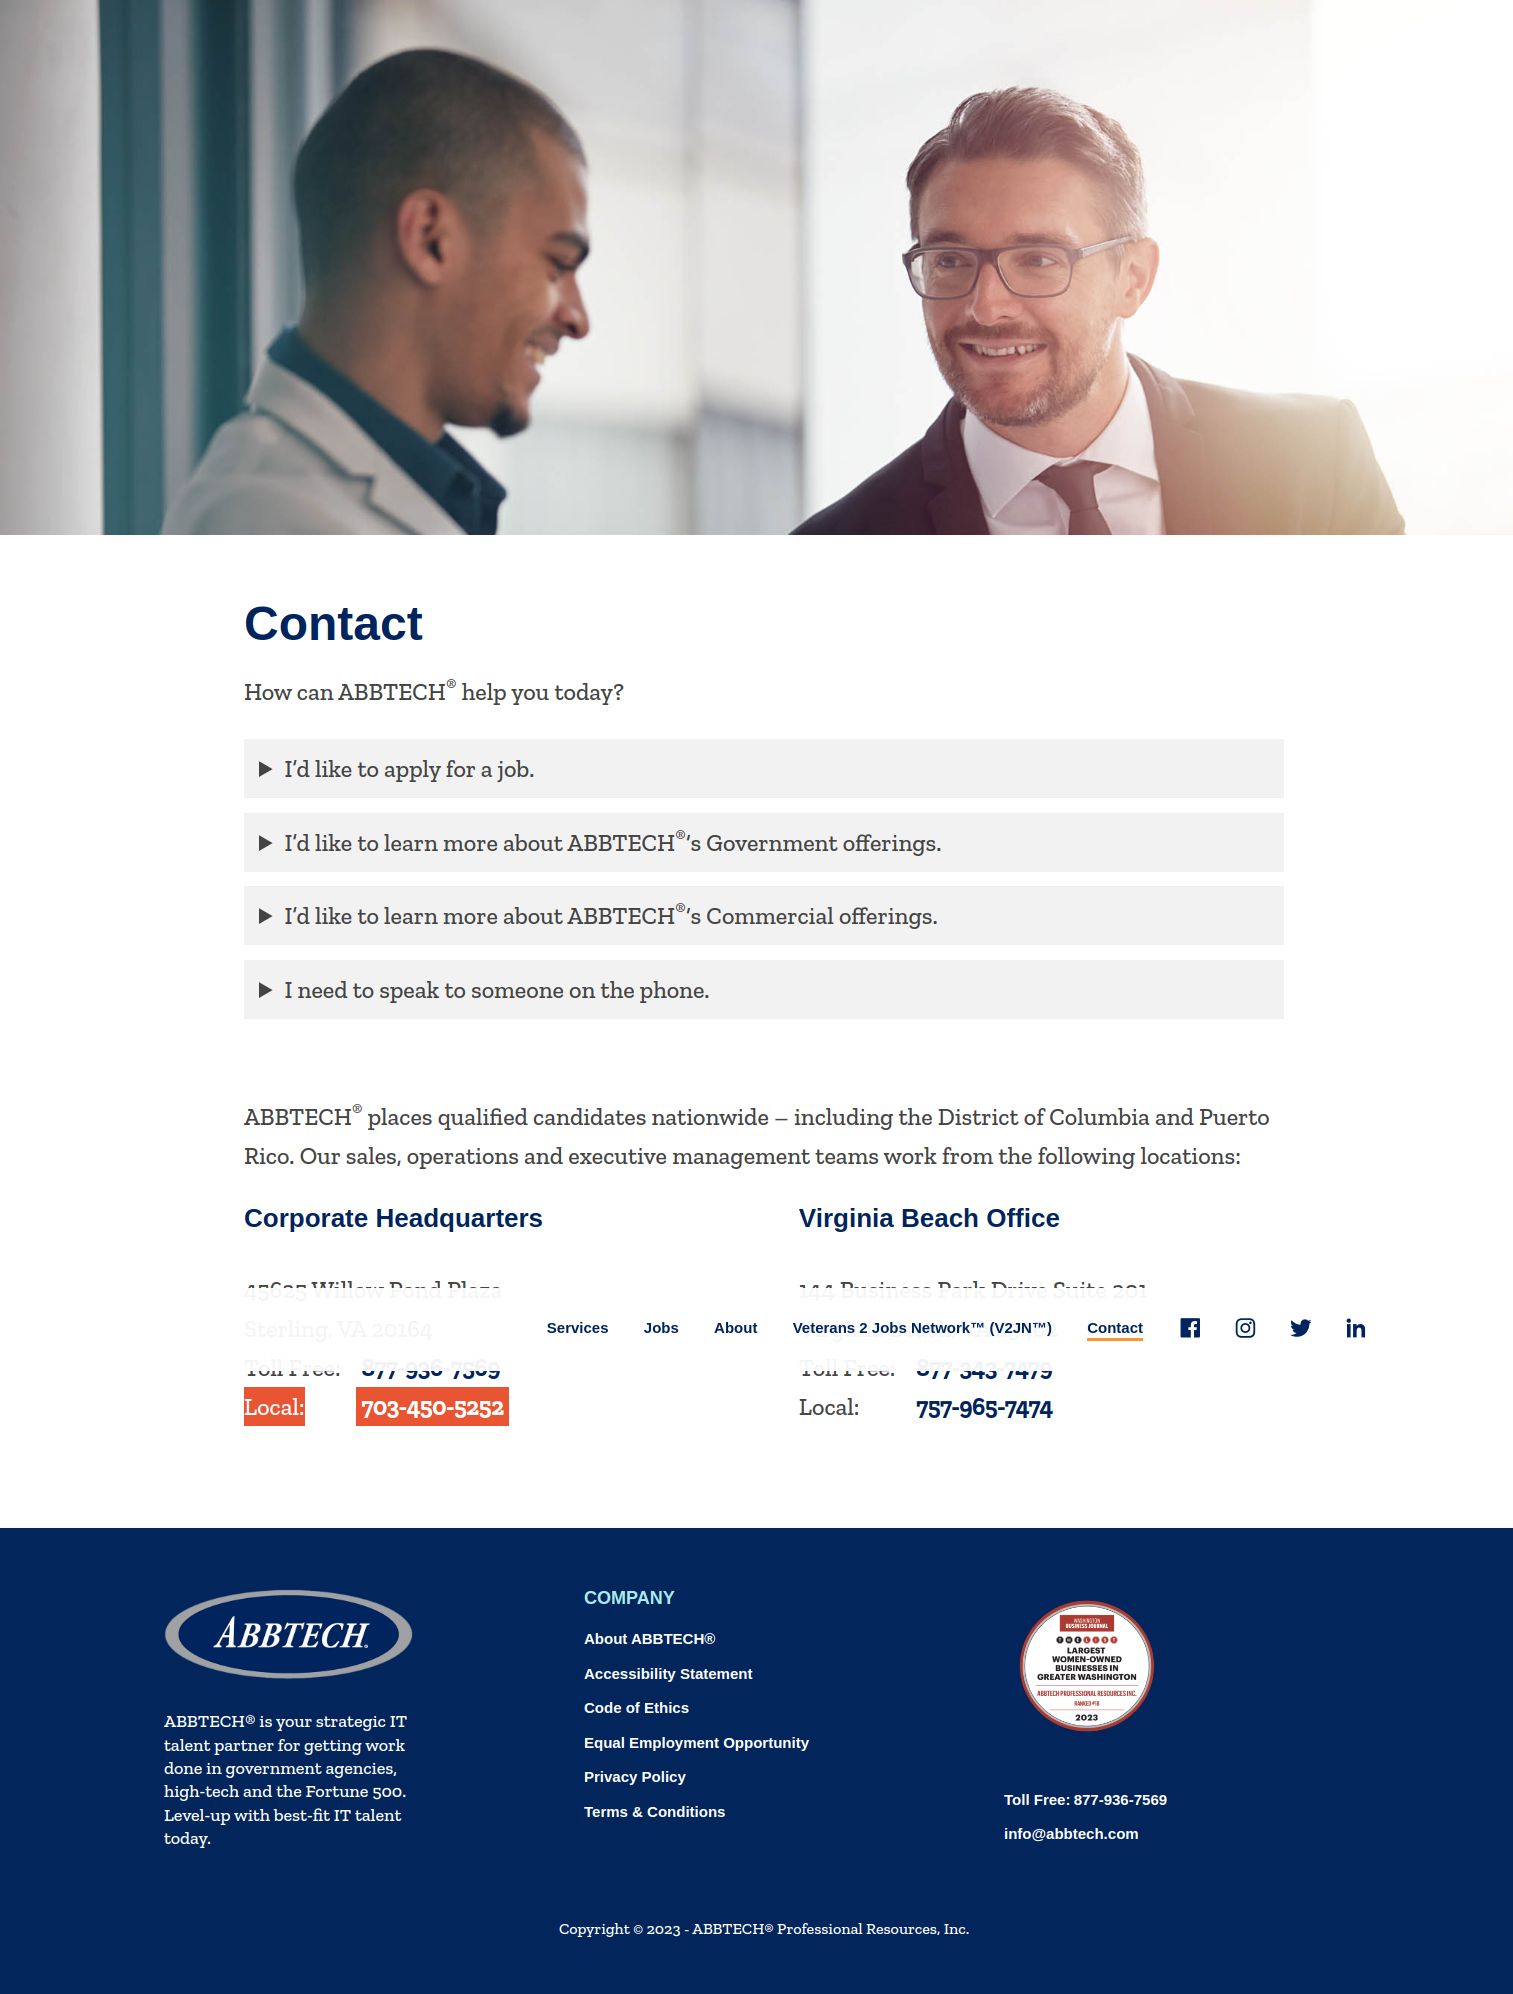 Contact
How can ABBTECH® help you today?
I’d like to apply for a job.
I’d like to learn more about ABBTECH®’s Government offerings.
I’d like to learn more about ABBTECH®’s Commercial offerings.
I need to speak to someone on the phone.
ABBTECH® places qualified candidates nationwide – including the District of Columbia and Puerto
Rico. Our sales, operations and executive management teams work from the following locations:
Corporate Headquarters
45625 Willow Pond Plaza
Sterling, VA 20164
Toll Free: 877-936-7569
Local: 703-450-5252
Virginia Beach Office
144 Business Park Drive Suite 201
Toll Free: 877-343-7479
Local: 757-965-7474
Services Jobs About Veterans 2 Jobs Network™ (V2JN™) Contact
ABBTECH®
ABBTECH® is your strategic IT
talent partner for getting work
done in government agencies,
high-tech and the Fortune 500.
Level-up with best-fit IT talent
today.
COMPANY
About ABBTECH®
Accessibility Statement
Code of Ethics
Equal Employment Opportunity
Privacy Policy
Terms & Conditions
WASHINGTON
BUSINESS JOURNAL
THE LIST
LARGEST
WOMEN-OWNED
BUSINESSES IN
GREATER WASHINGTON
ABBTECH PROFESSIONAL RESOURCES INC.
2023
Toll Free: 877-936-7569
info@abbtech.com
Copyright © 2023 - ABBTECH® Professional Resources, Inc.